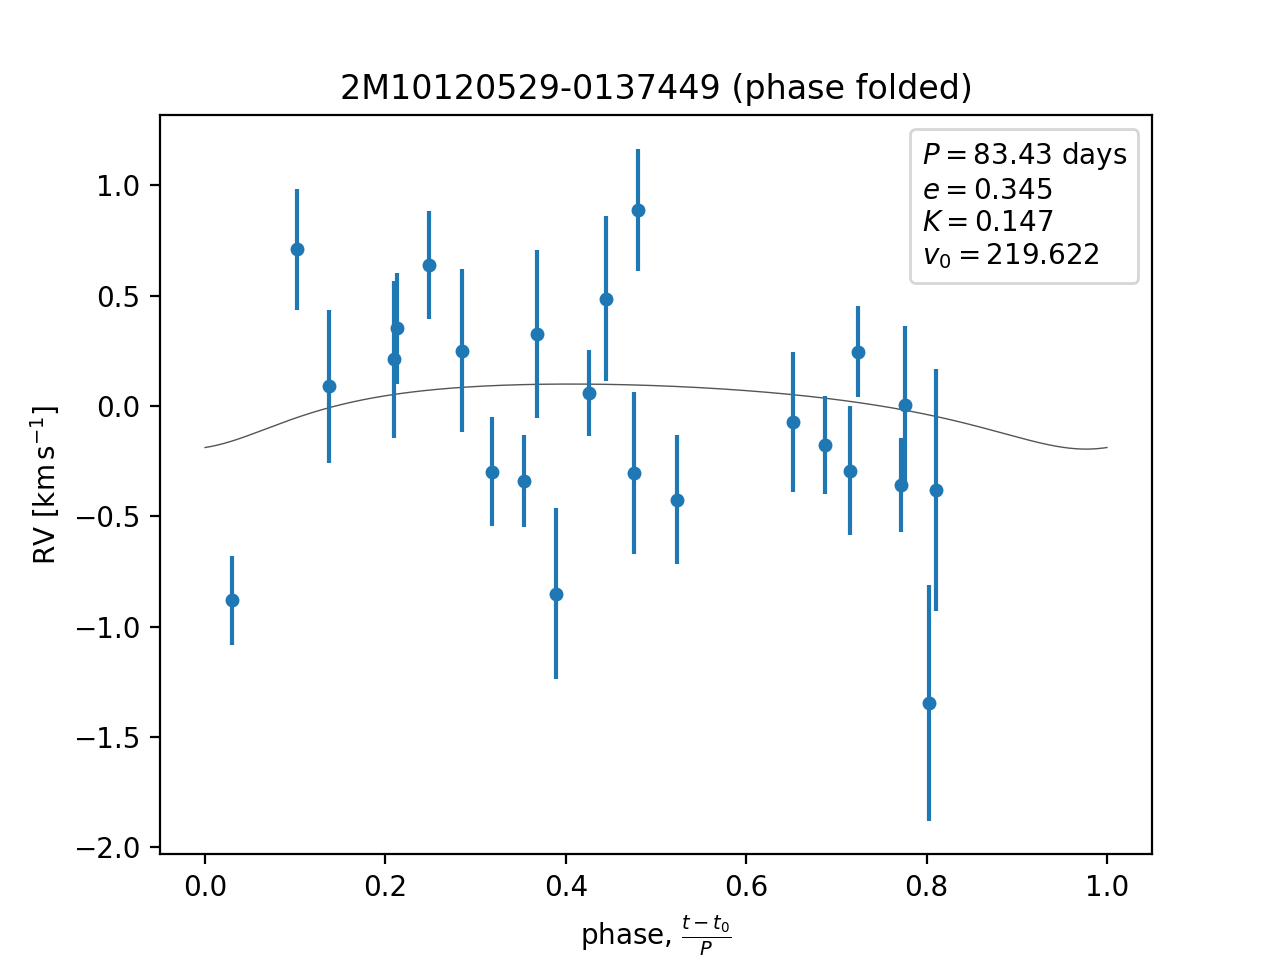 2M10120529-0137449 (phase folded)
P = 83.43 days
e = 0.345
K = 0.147
v₀ = 219.622
1.0
0.5
0.0
−0.5
−1.0
−1.5
−2.0
RV [km s⁻¹]
0.0 0.2 0.4 0.6 0.8 1.0
phase, (t − t₀)/P